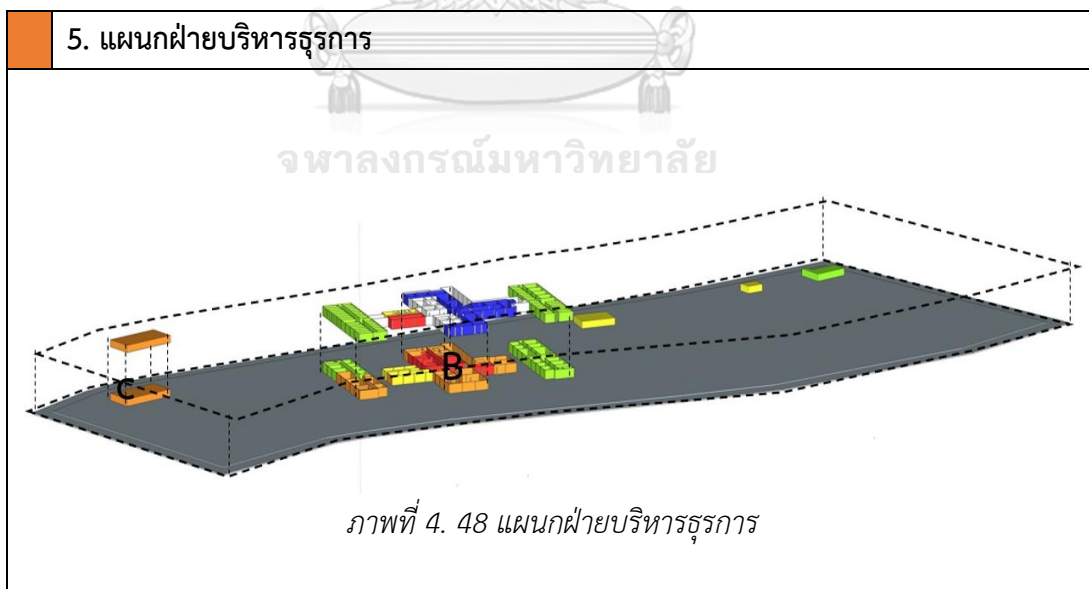 5. แผนกฝ่ายบริหารธุรการ
จุฬาลงกรณ์มหาวิทยาลัย
B
C
ภาพที่ 4. 48 แผนกฝ่ายบริหารธุรการ